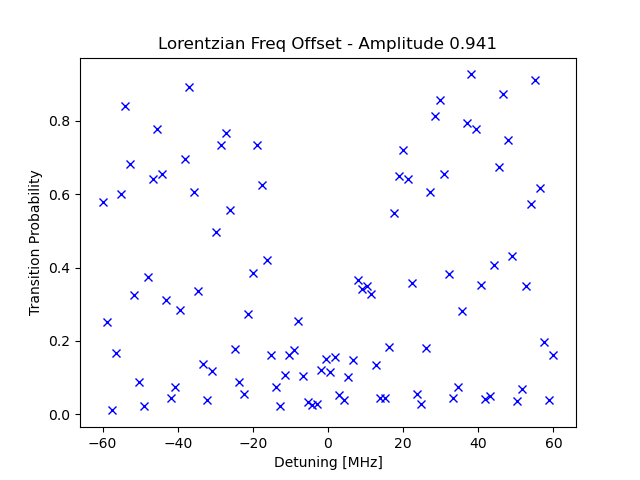 Lorentzian Freq Offset - Amplitude 0.941
Transition Probability
0.8
0.6
0.4
0.2
0.0
−60 −40 −20 0 20 40 60
Detuning [MHz]